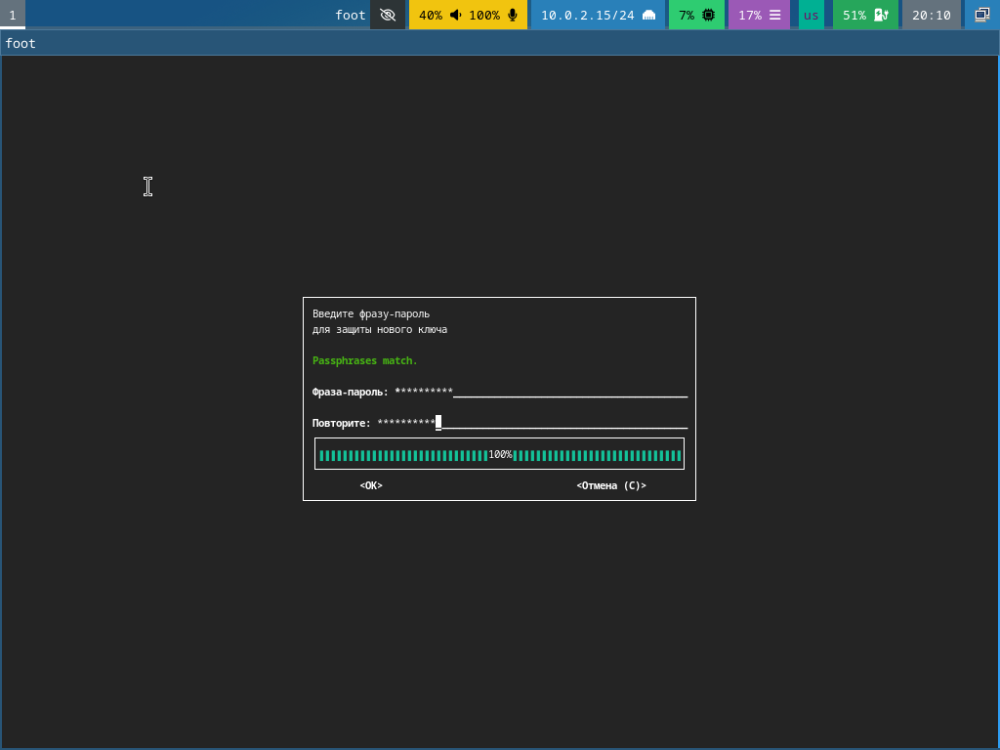 1 foot 40% 100% 10.0.2.15/24 7% 17% us 51% 20:10
foot
Введите фразу-пароль
для защиты нового ключа
Passphrases match.
Фраза-пароль: **********
Повторите: **********
100%
<OK> <Отмена (C)>